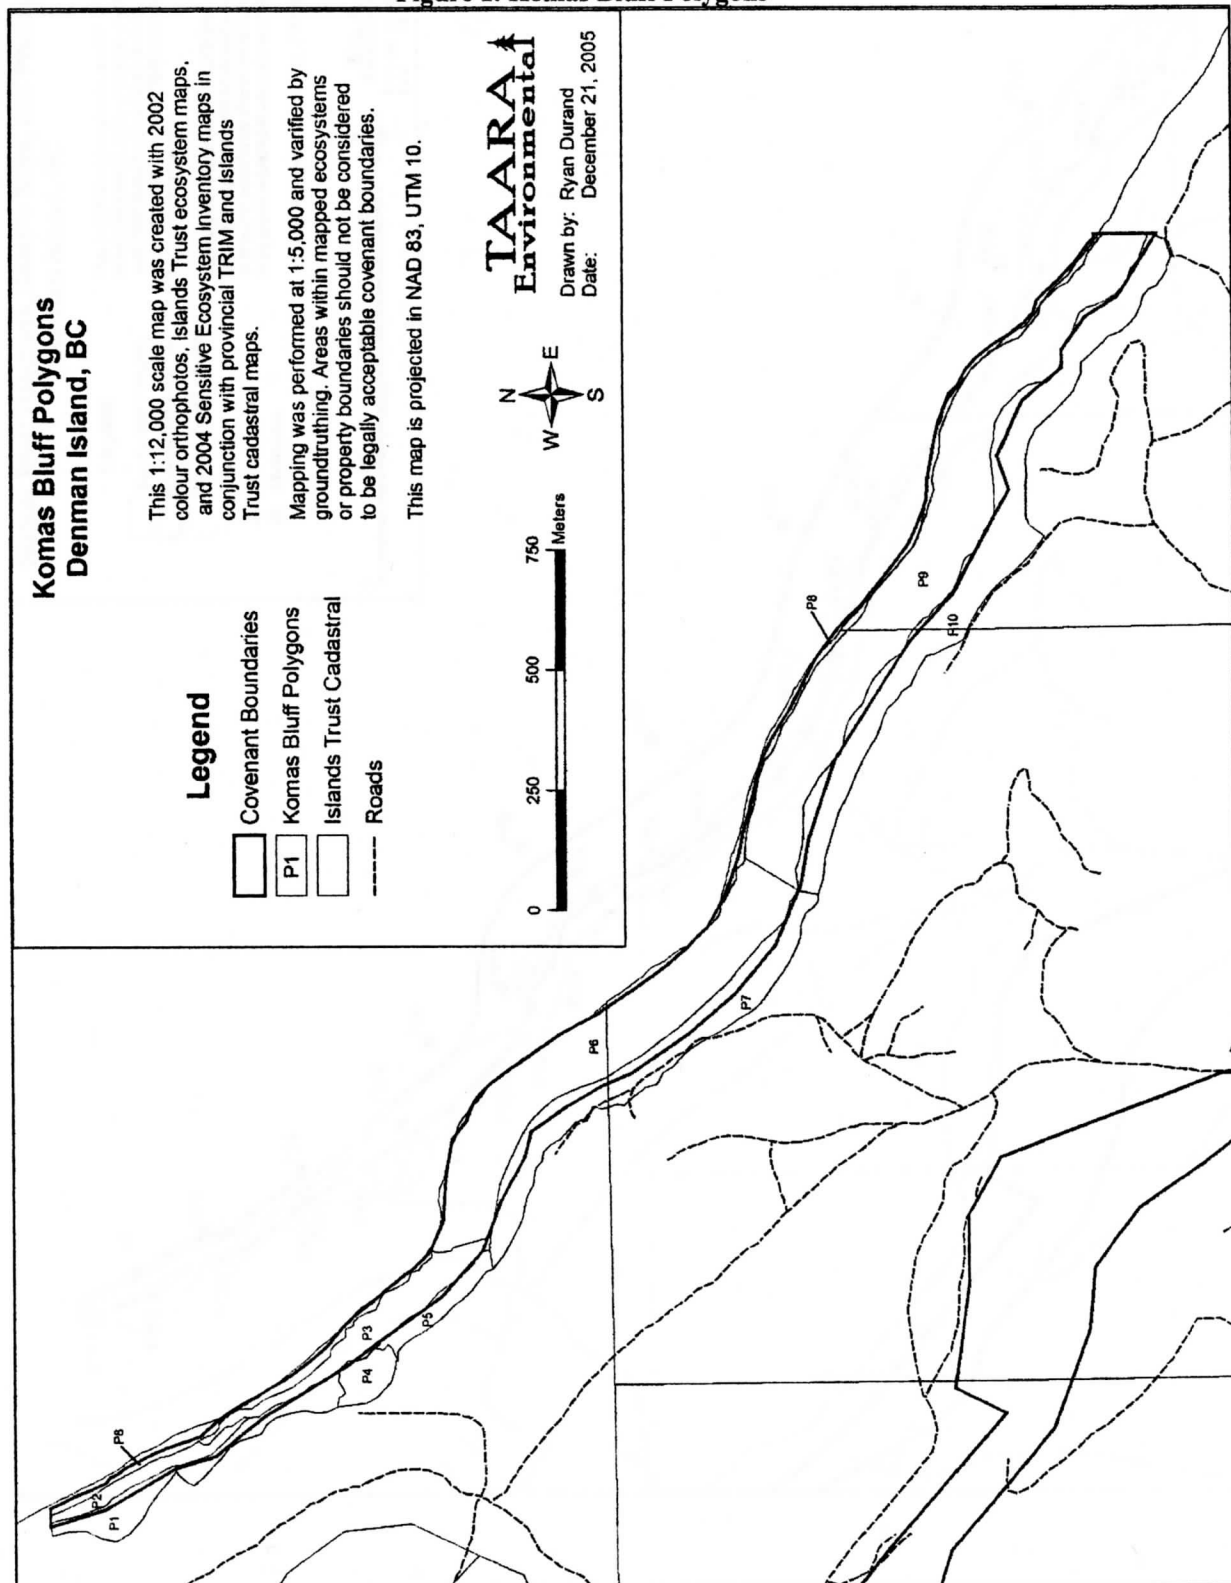 Komas Bluff Polygons
Denman Island, BC
This 1:12,000 scale map was created with 2002
colour orthophotos, Islands Trust ecosystem maps,
and 2004 Sensitive Ecosystem Inventory maps in
conjunction with provincial TRIM and Islands
Trust cadastral maps.
Mapping was performed at 1:5,000 and varified by
groundtruthing. Areas within mapped ecosystems
or property boundaries should not be considered
to be legally acceptable covenant boundaries.
This map is projected in NAD 83, UTM 10.
Legend
Covenant Boundaries
P1 Komas Bluff Polygons
Islands Trust Cadastral
Roads
0 250 500 750
Meters
N
W E
S
TAARA
Environmental
Drawn by: Ryan Durand
Date: December 21, 2005
P1
P2
P8
P3
P4
P5
P6
P7
P8
P9
P10